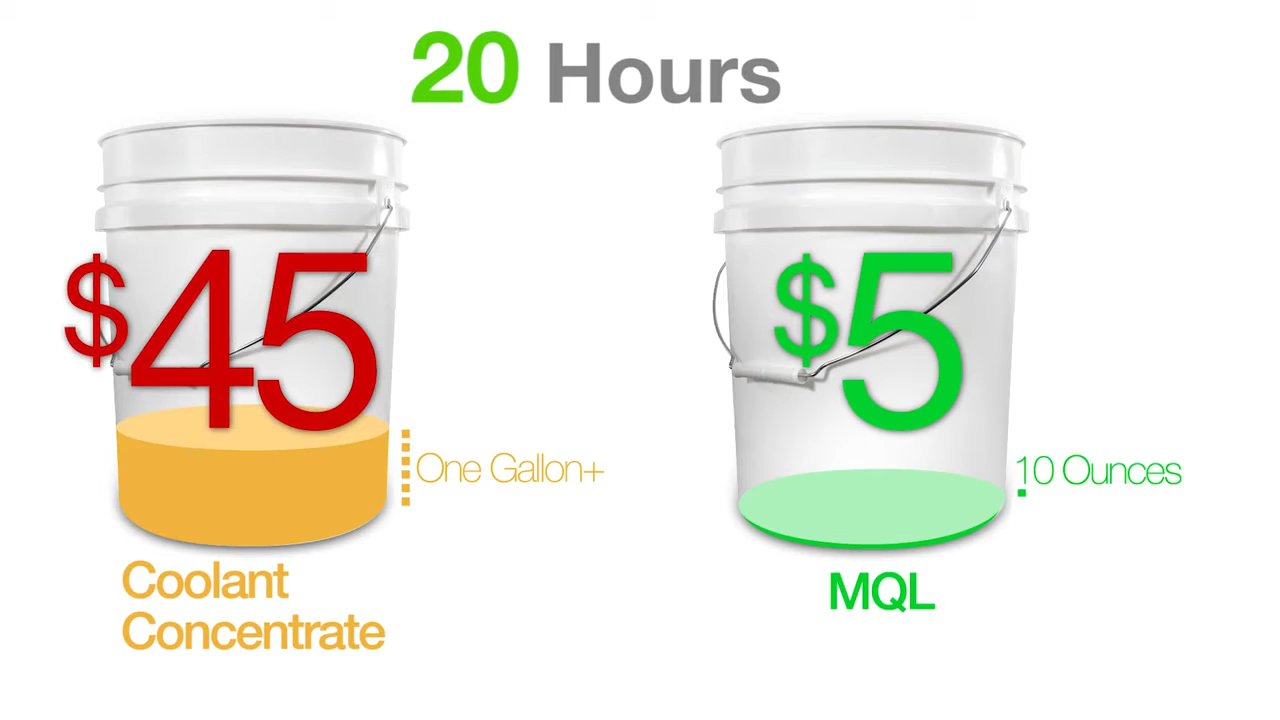 20 Hours
$45
$5
One Gallon+
10 Ounces
Coolant
Concentrate
MQL